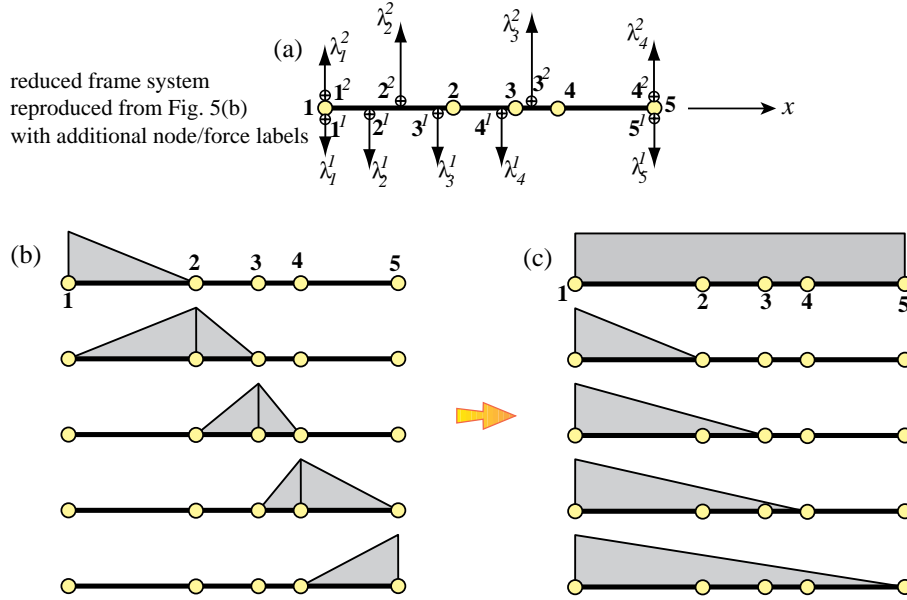 (a)
reduced frame system
reproduced from Fig. 5(b)
with additional node/force labels
λ₁² λ₂² λ₃² λ₄²
1 1² 2² 2 3 3² 4 4² 5 x
1¹ 2¹ 3¹ 4¹ 5¹
λ₁¹ λ₂¹ λ₃¹ λ₄¹ λ₅¹
(b)
1 2 3 4 5
(c)
1 2 3 4 5